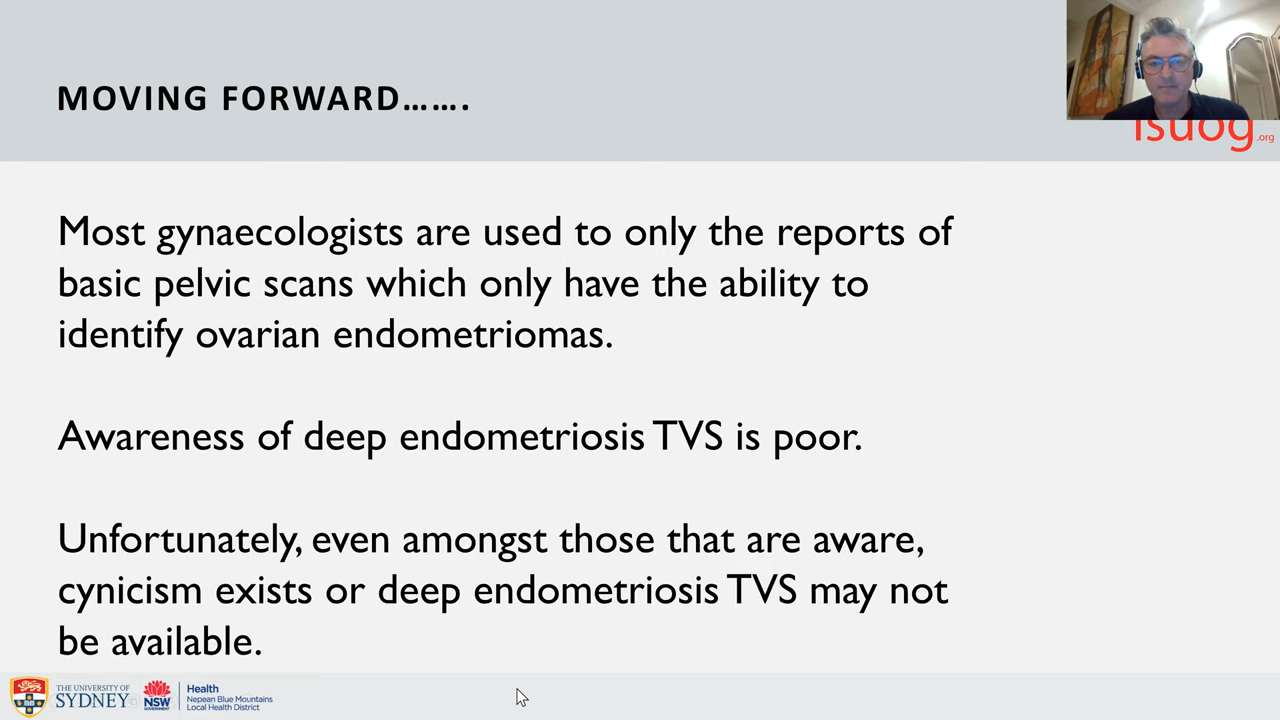 MOVING FORWARD…….
isuog.org
Most gynaecologists are used to only the reports of
basic pelvic scans which only have the ability to
identify ovarian endometriomas.
Awareness of deep endometriosis TVS is poor.
Unfortunately, even amongst those that are aware,
cynicism exists or deep endometriosis TVS may not
be available.
THE UNIVERSITY OF
SYDNEY
NSW
GOVERNMENT
Health
Nepean Blue Mountains
Local Health District